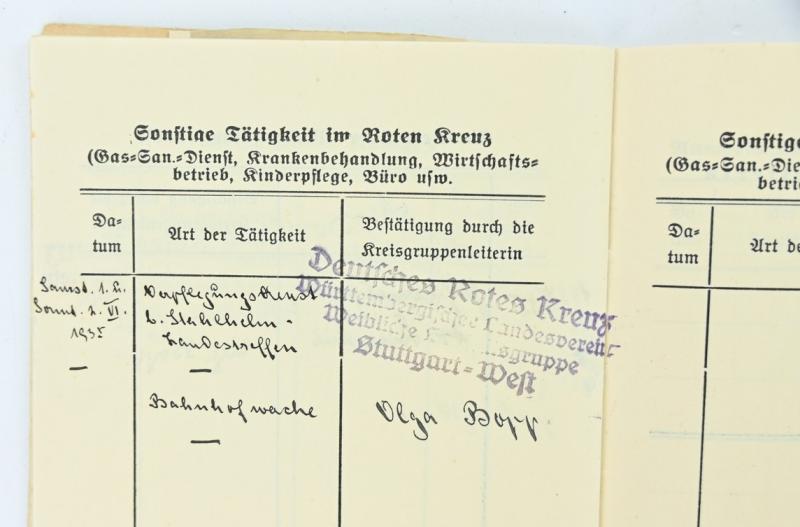 Sonstige Tätigkeit im Roten Kreuz
(Gas-San.-Dienst, Krankenbehandlung, Wirtschafts-
betrieb, Kinderpflege, Büro usw.
Da-
tum
Art der Tätigkeit
Bestätigung durch die
Kreisgruppenleiterin
Samst. 1. u.
Sonnt. 2. VI.
1935
Verpflegungsdienst
b. Stahlhelm-
Landestreffen
Bahnhofwache
Deutsches Rotes Kreuz
Württembergischer Landesverein
Weibliche
Stuttgart-West
Olga Bopp
Sonstige
(Gas-San.-Die
betrie
Da-
tum
Art de